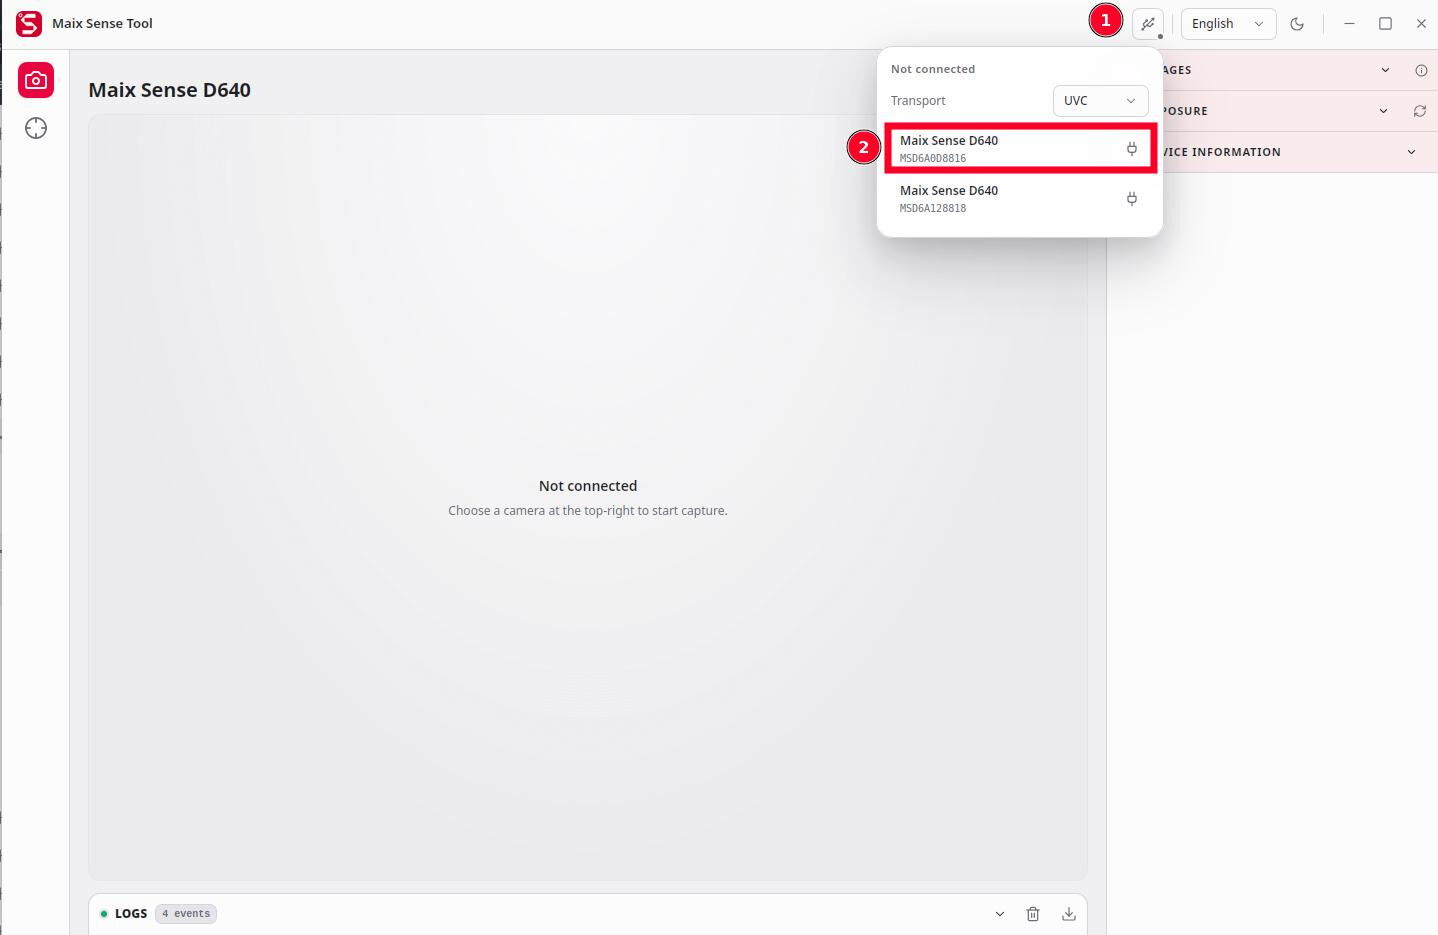 Maix Sense Tool
1
English
Not connected
Transport
UVC
2
Maix Sense D640
MSD6A0D8816
Maix Sense D640
MSD6A128818
AGES
POSURE
VICE INFORMATION
Maix Sense D640
Not connected
Choose a camera at the top-right to start capture.
LOGS
4 events